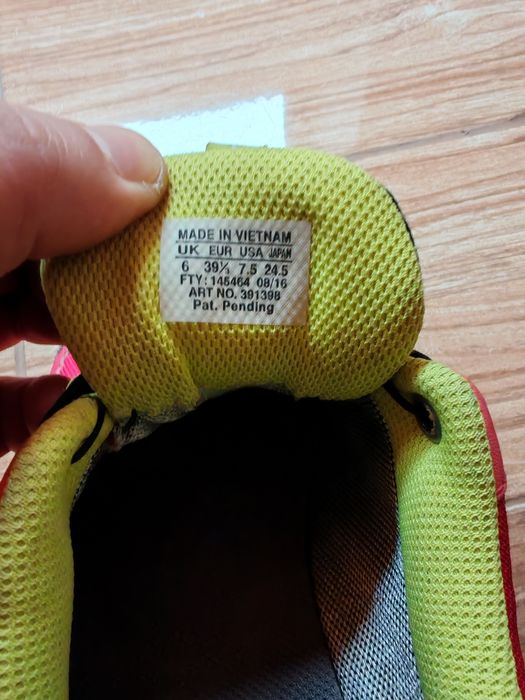 MADE IN VIETNAM
UK EUR USA JAPAN
6 39⅓ 7.5 24.5
FTY: 145464 08/16
ART NO. 391398
Pat. Pending